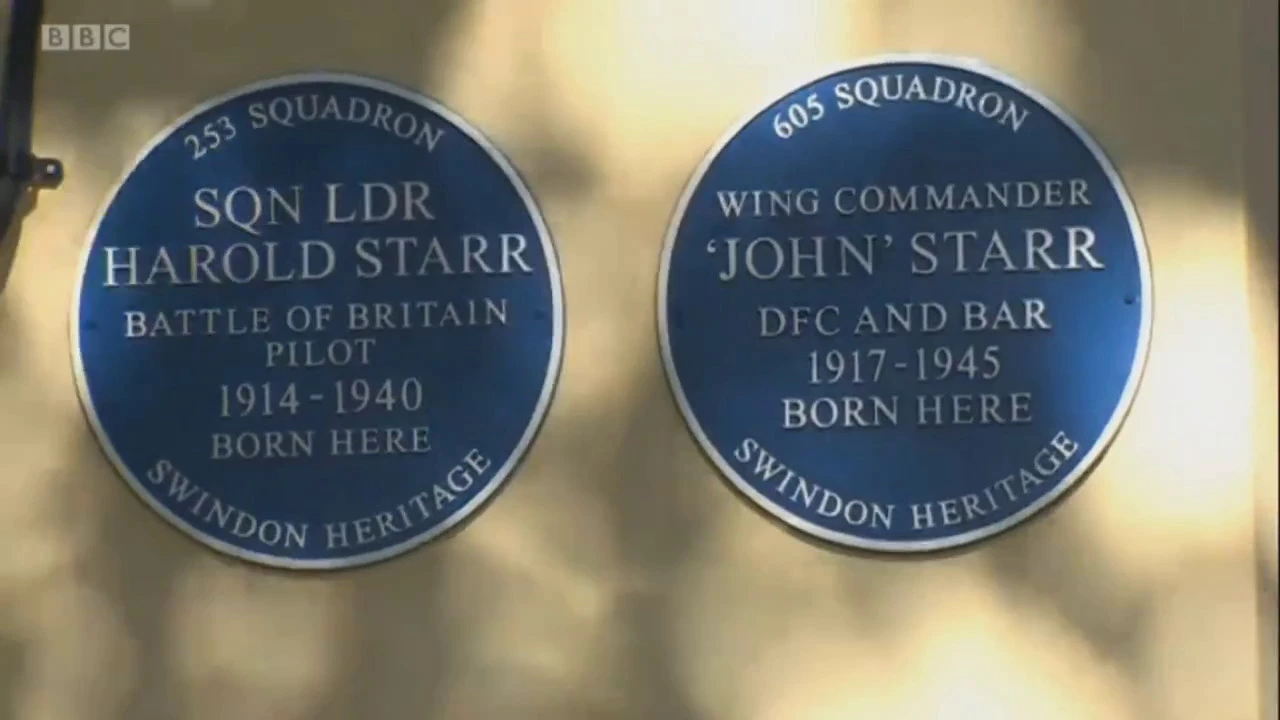 BBC
253 SQUADRON
SQN LDR
HAROLD STARR
BATTLE OF BRITAIN
PILOT
1914 - 1940
BORN HERE
SWINDON HERITAGE
605 SQUADRON
WING COMMANDER
‘JOHN’ STARR
DFC AND BAR
1917 - 1945
BORN HERE
SWINDON HERITAGE